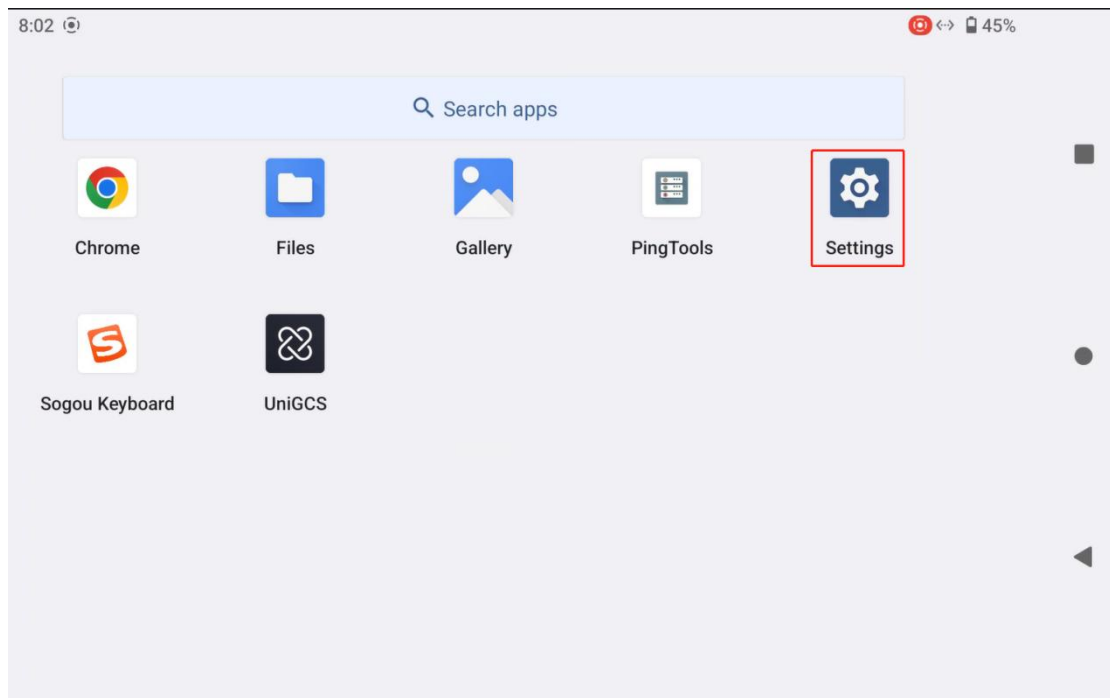 8:02
45%
Search apps
Chrome
Files
Gallery
PingTools
Settings
Sogou Keyboard
UniGCS